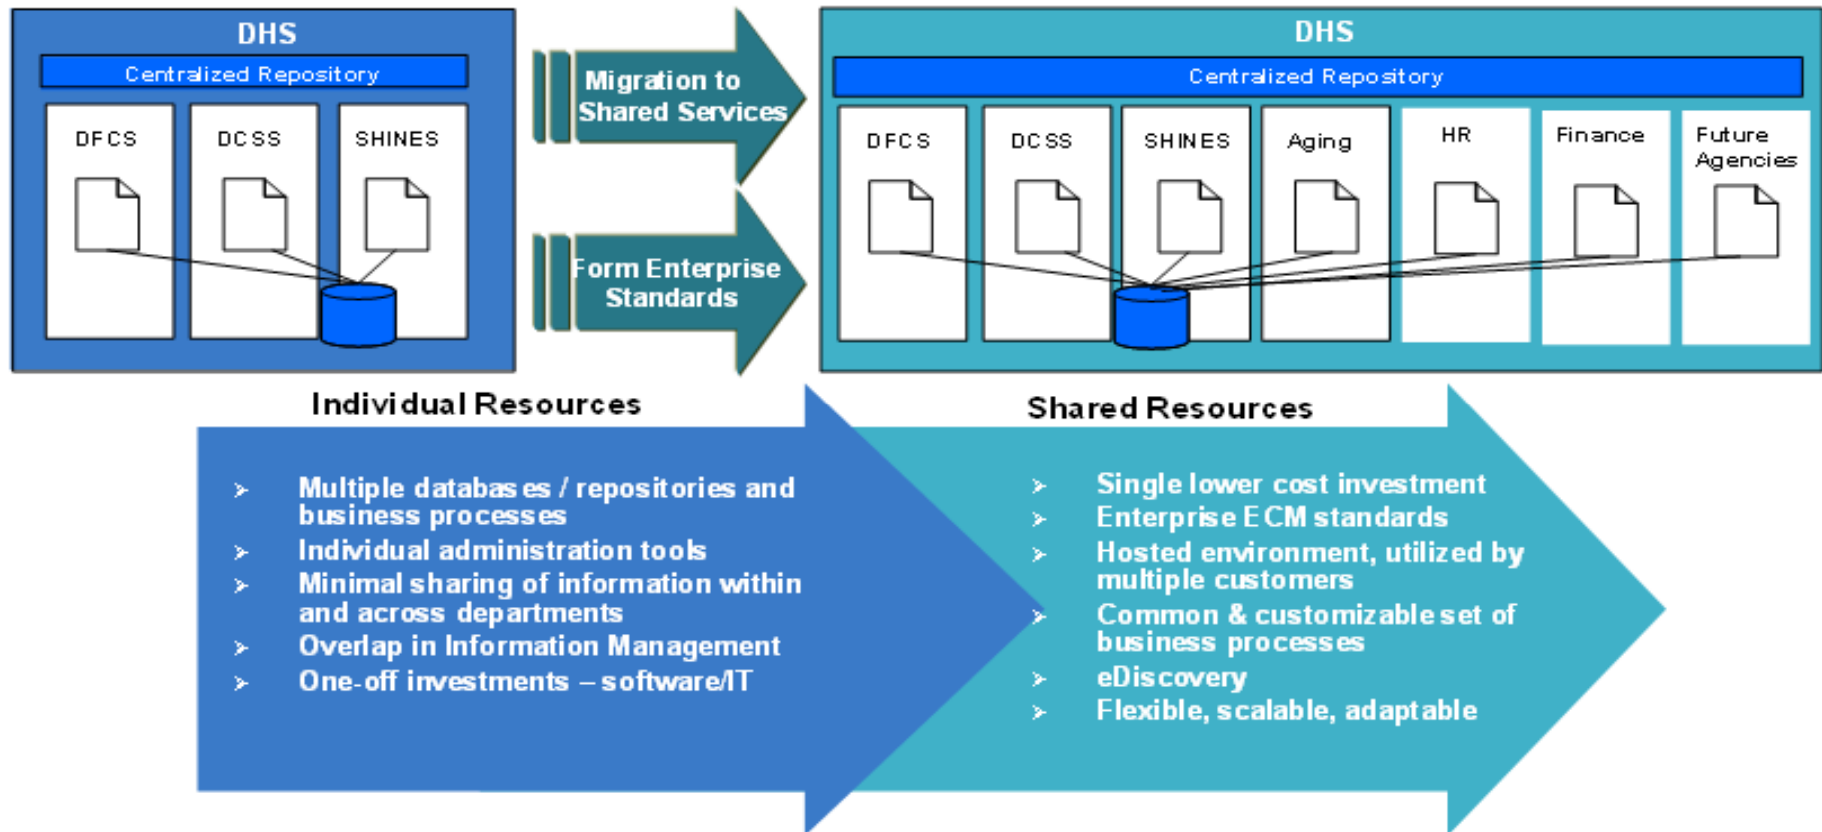 DHS
Centralized Repository
DFCS
DCSS
SHINES
Migration to
Shared Services
Form Enterprise
Standards
DHS
Centralized Repository
DFCS
DCSS
SHINES
Aging
HR
Finance
Future
Agencies
Individual Resources
➢ Multiple databases / repositories and
business processes
➢ Individual administration tools
➢ Minimal sharing of information within
and across departments
➢ Overlap in Information Management
➢ One-off investments – software/IT
Shared Resources
➢ Single lower cost investment
➢ Enterprise ECM standards
➢ Hosted environment, utilized by
multiple customers
➢ Common & customizable set of
business processes
➢ eDiscovery
➢ Flexible, scalable, adaptable